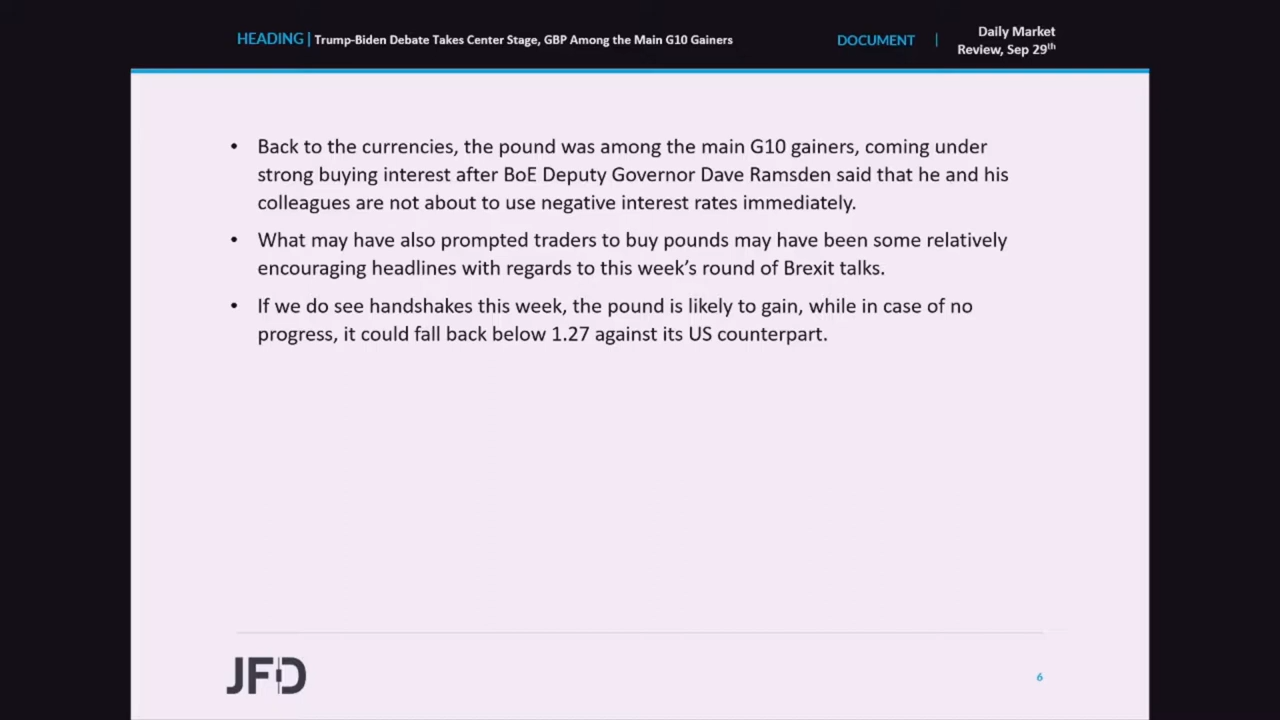 HEADING | Trump-Biden Debate Takes Center Stage, GBP Among the Main G10 Gainers
DOCUMENT |
Daily Market
Review, Sep 29th
• Back to the currencies, the pound was among the main G10 gainers, coming under
strong buying interest after BoE Deputy Governor Dave Ramsden said that he and his
colleagues are not about to use negative interest rates immediately.
• What may have also prompted traders to buy pounds may have been some relatively
encouraging headlines with regards to this week’s round of Brexit talks.
• If we do see handshakes this week, the pound is likely to gain, while in case of no
progress, it could fall back below 1.27 against its US counterpart.
JFD
6